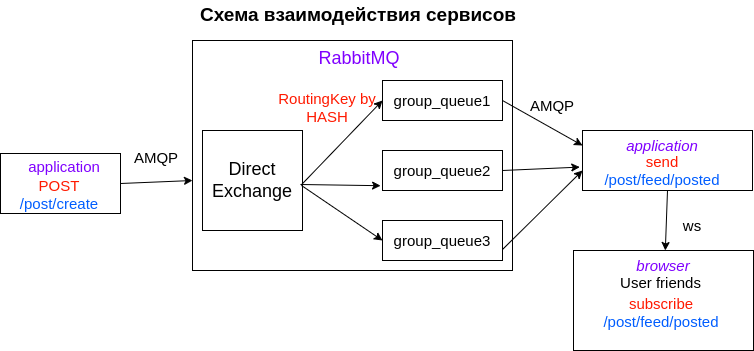 Схема взаимодействия сервисов
RabbitMQ
RoutingKey by
HASH
group_queue1
AMQP
Direct
Exchange
group_queue2
group_queue3
AMQP
application
POST
/post/create
application
send
/post/feed/posted
ws
browser
User friends
subscribe
/post/feed/posted